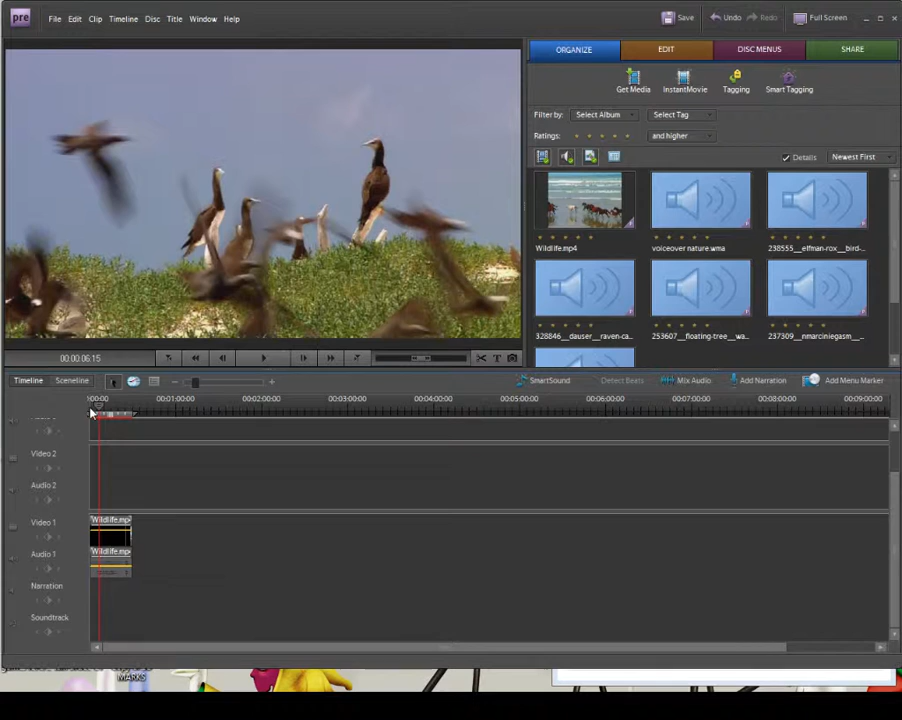 pre File Edit Clip Timeline Disc Title Window Help Save Undo Redo Full Screen
ORGANIZE EDIT DISC MENUS SHARE
Get Media InstantMovie Tagging Smart Tagging
Filter by: Select Album Select Tag
Ratings: and higher
Details Newest First
Wildlife.mp4 voiceover nature.wma 238555__elfman-rox__bird-...
328846__dauser__raven-ca... 253607__floating-tree__wa... 237309__nmarciniegasm__...
00:00:06:15
Timeline Sceneline SmartSound Detect Beats Mix Audio Add Narration Add Menu Marker
:00:00 00:01:00:00 00:02:00:00 00:03:00:00 00:04:00:00 00:05:00:00 00:06:00:00 00:07:00:00 00:08:00:00 00:09:00:00
Video 2
Audio 2
Video 1 Wildlife.mp
Audio 1 Wildlife.mp
Narration
Soundtrack
MARKS